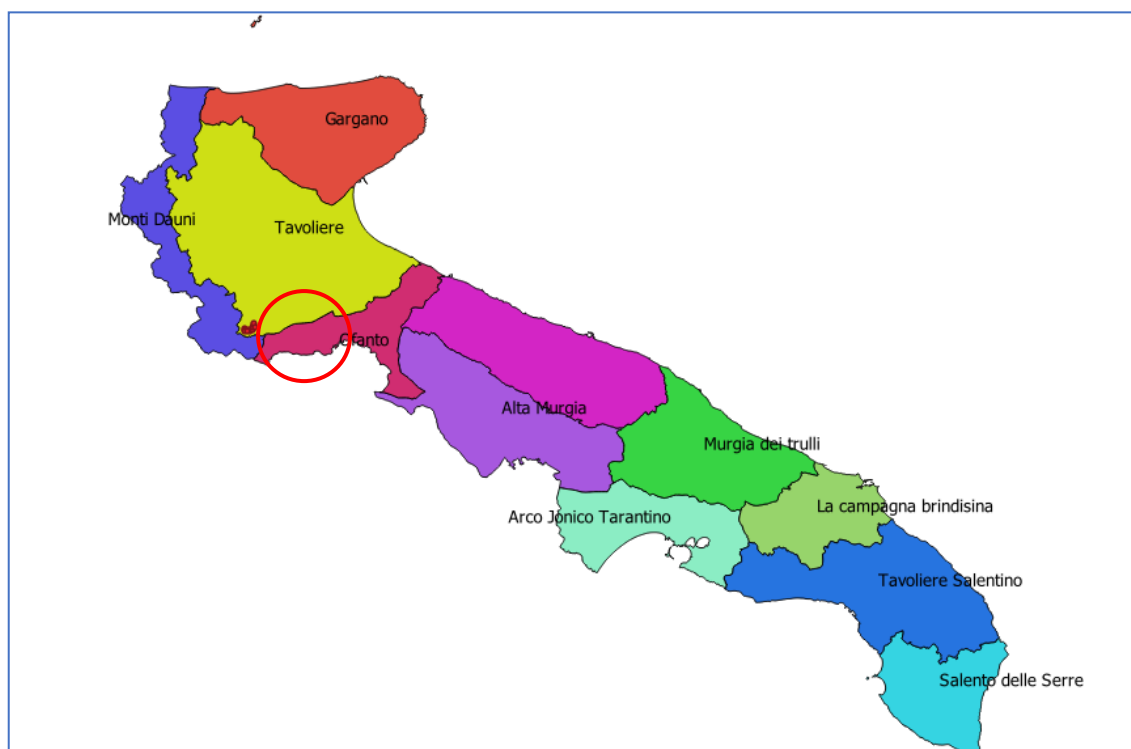 Gargano
Monti Dauni
Tavoliere
Ofanto
Alta Murgia
Murgia dei trulli
La campagna brindisina
Arco Jonico Tarantino
Tavoliere Salentino
Salento delle Serre